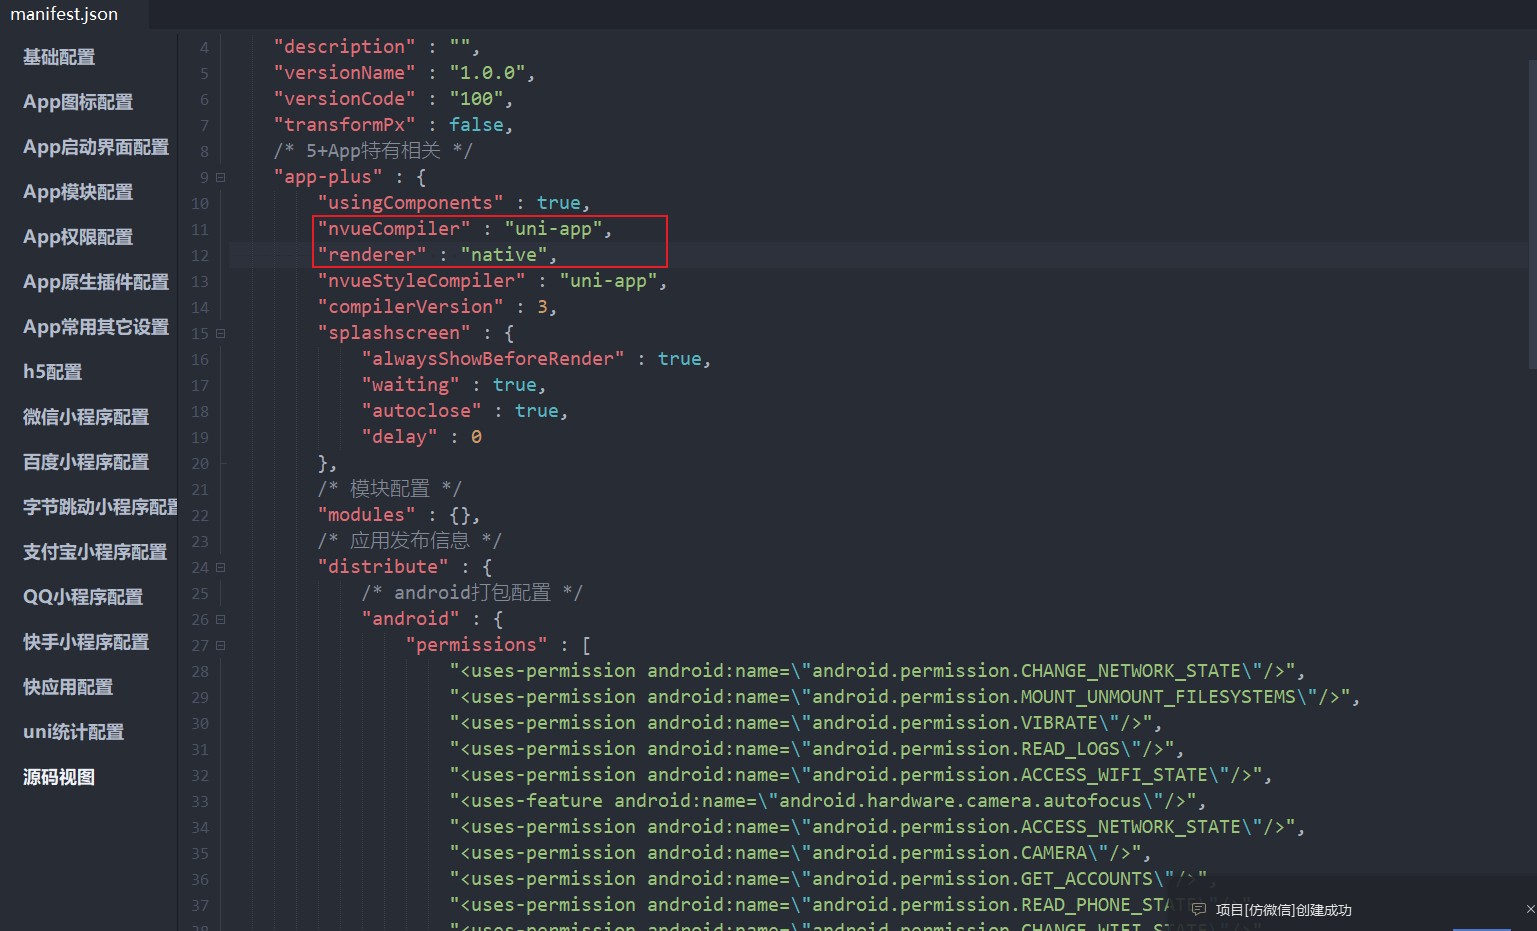 manifest.json
基础配置
App图标配置
App启动界面配置
App模块配置
App权限配置
App原生插件配置
App常用其它设置
h5配置
微信小程序配置
百度小程序配置
字节跳动小程序配置
支付宝小程序配置
QQ小程序配置
快手小程序配置
快应用配置
uni统计配置
源码视图
4 "description" : "",
5 "versionName" : "1.0.0",
6 "versionCode" : "100",
7 "transformPx" : false,
8 /* 5+App特有相关 */
9 "app-plus" : {
10 "usingComponents" : true,
11 "nvueCompiler" : "uni-app",
12 "renderer" : "native",
13 "nvueStyleCompiler" : "uni-app",
14 "compilerVersion" : 3,
15 "splashscreen" : {
16 "alwaysShowBeforeRender" : true,
17 "waiting" : true,
18 "autoclose" : true,
19 "delay" : 0
20 },
21 /* 模块配置 */
22 "modules" : {},
23 /* 应用发布信息 */
24 "distribute" : {
25 /* android打包配置 */
26 "android" : {
27 "permissions" : [
28 "<uses-permission android:name=\"android.permission.CHANGE_NETWORK_STATE\"/>",
29 "<uses-permission android:name=\"android.permission.MOUNT_UNMOUNT_FILESYSTEMS\"/>",
30 "<uses-permission android:name=\"android.permission.VIBRATE\"/>",
31 "<uses-permission android:name=\"android.permission.READ_LOGS\"/>",
32 "<uses-permission android:name=\"android.permission.ACCESS_WIFI_STATE\"/>",
33 "<uses-feature android:name=\"android.hardware.camera.autofocus\"/>",
34 "<uses-permission android:name=\"android.permission.ACCESS_NETWORK_STATE\"/>",
35 "<uses-permission android:name=\"android.permission.CAMERA\"/>",
36 "<uses-permission android:name=\"android.permission.GET_ACCOUNTS\"/>",
37 "<uses-permission android:name=\"android.permission.READ_PHONE_STATE\"/>",
38 "<uses-permission android:name=\"android.permission.CHANGE_WIFI_STATE\"/>"
项目[仿微信]创建成功